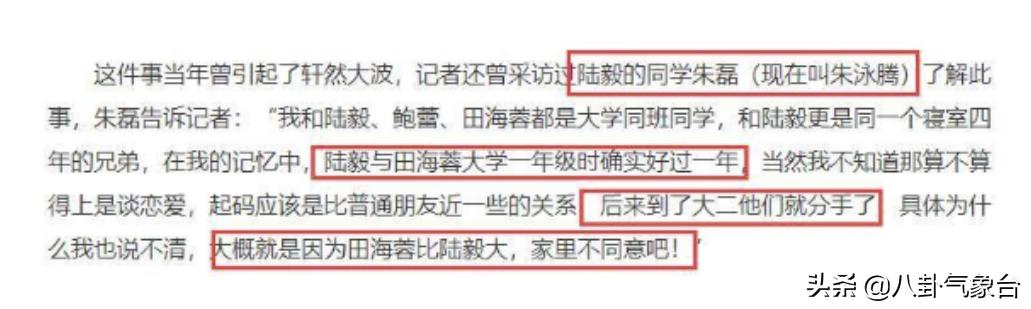 这件事当年曾引起了轩然大波，记者还曾采访过陆毅的同学朱磊（现在叫朱泳腾）了解此
事，朱磊告诉记者：“我和陆毅、鲍蕾、田海蓉都是大学同班同学，和陆毅更是同一个寝室四
年的兄弟，在我的记忆中，陆毅与田海蓉大学一年级时确实好过一年，当然我不知道那算不算
得上是谈恋爱，起码应该是比普通朋友近一些的关系 后来到了大二他们就分手了 具体为什
么我也说不清，大概就是因为田海蓉比陆毅大，家里不同意吧！”
头条 @八卦气象台